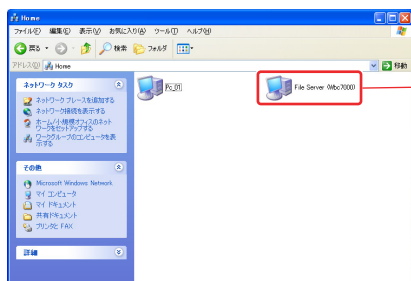 Home
ファイル(F) 編集(E) 表示(V) お気に入り(A) ツール(T) ヘルプ(H)
戻る 検索 フォルダ
アドレス(D) Home 移動
ネットワーク タスク
ネットワーク プレースを追加する
ネットワーク接続を表示する
ホーム/小規模オフィスのネットワークをセットアップする
ワークグループのコンピュータを表示する
その他
Microsoft Windows Network
マイ コンピュータ
マイ ドキュメント
共有ドキュメント
プリンタと FAX
詳細
Pc_01
File Server (Wbc7000)